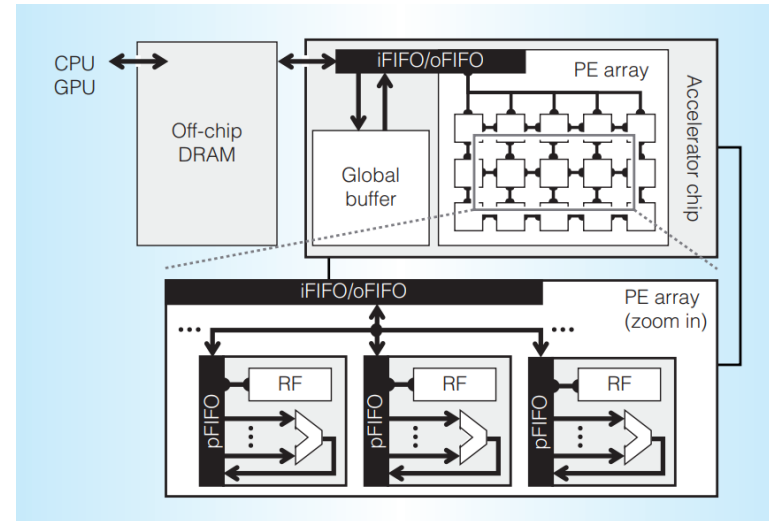 CPU
GPU
Off-chip
DRAM
iFIFO/oFIFO
Global
buffer
PE array
Accelerator chip
iFIFO/oFIFO
PE array
(zoom in)
...
...
pFIFO
RF
...
pFIFO
RF
...
pFIFO
RF
...